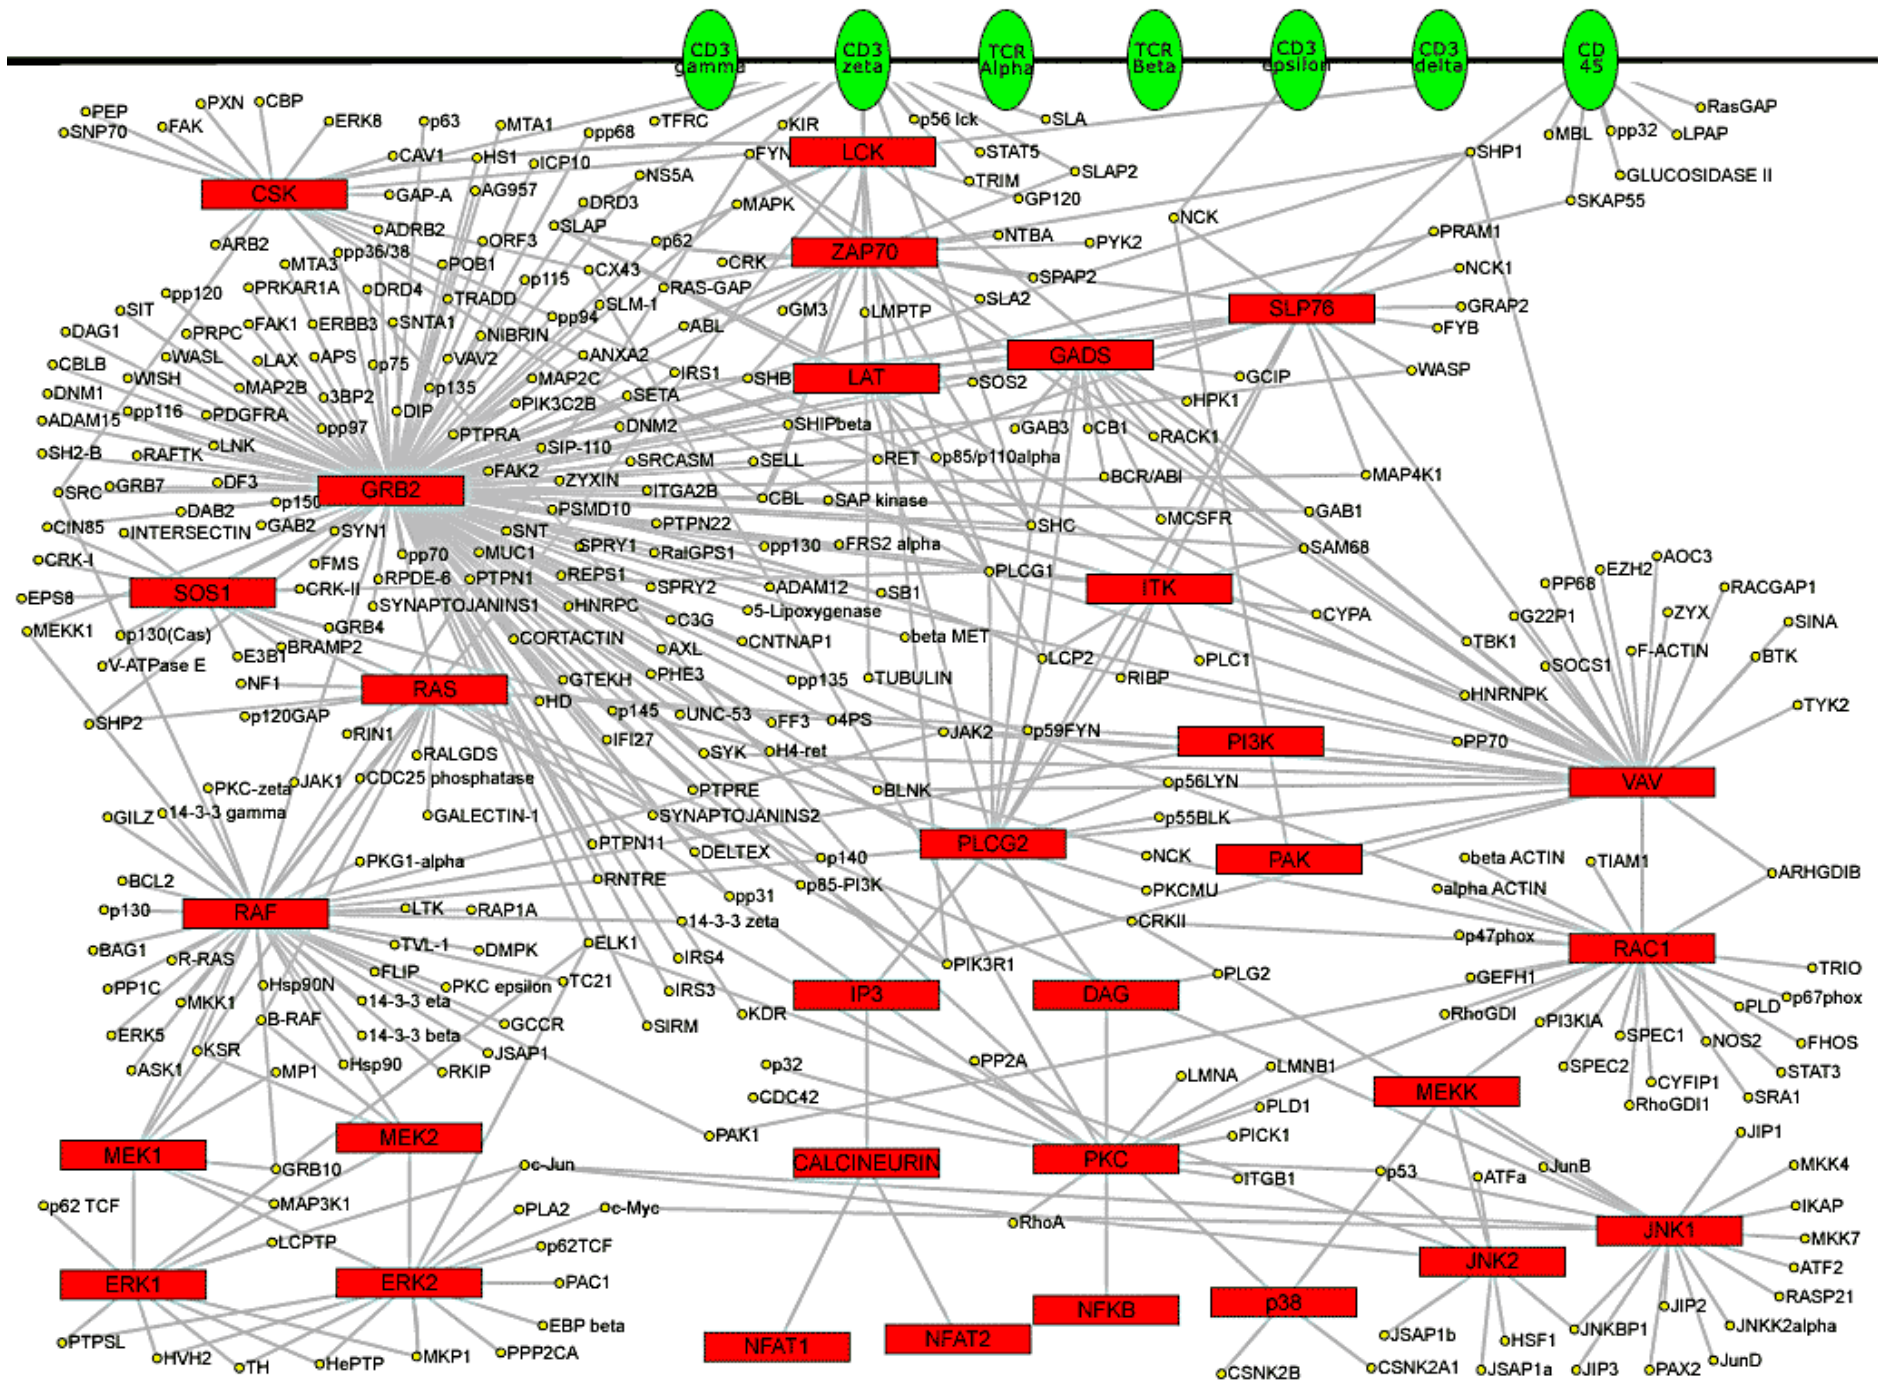 CD3 gamma
CD3 zeta
TCR Alpha
TCR Beta
CD3 epsilon
CD3 delta
CD 45
PEP
PXN
CBP
SNP70
FAK
ERK8
p63
MTA1
pp68
TFRC
KIR
p56 lck
SLA
MBL
pp32
LPAP
RasGAP
CAV1
HS1
ICP10
FYN
LCK
STAT5
SHP1
CSK
GAP-A
AG957
NS5A
TRIM
SLAP2
GLUCOSIDASE II
DRD3
MAPK
GP120
SKAP55
ARB2
ADRB2
ORF3
SLAP
p62
ZAP70
NTBA
PYK2
NCK
PRAM1
pp36/38
MTA3
POB1
CX43
CRK
SPAP2
NCK1
pp120
PRKAR1A
DRD4
TRADD
p115
SLM-1
RAS-GAP
SLA2
SLP76
GRAP2
SIT
GM3
LMPTP
FYB
DAG1
PRPC
FAK1
ERBB3
SNTA1
NIBRIN
pp94
ABL
CBLB
WASL
LAX
APS
p75
VAV2
ANXA2
GADS
WASP
DNM1
WISH
MAP2B
3BP2
p135
MAP2C
IRS1
SHB
LAT
SOS2
GCIP
ADAM15
pp116
PDGFRA
pp97
DIP
PIK3C2B
SETA
HPK1
SH2-B
RAFTK
LNK
PTPRA
SIP-110
DNM2
SHIPbeta
GAB3
CB1
RACK1
SRC
GRB7
DF3
FAK2
ZYXIN
SRCASM
SELL
RET
p85/p110alpha
BCR/ABl
MAP4K1
GRB2
p150
DAB2
ITGA2B
CBL
SAP kinase
CIN85
INTERSECTIN
GAB2
SYN1
SNT
PSMD10
PTPN22
SHC
MCSFR
GAB1
CRK-I
FMS
pp70
MUC1
SPRY1
RalGPS1
pp130
FRS2 alpha
SAM68
SOS1
CRK-II
RPDE-6
PTPN1
REPS1
SPRY2
ADAM12
SB1
PLCG1
ITK
AOC3
EPS8
SYNAPTOJANINS1
HNRPC
5-Lipoxygenase
CYPA
PP68
EZH2
RACGAP1
MEKK1
p130(Cas)
GRB4
CORTACTIN
C3G
CNTNAP1
beta MET
G22P1
ZYX
SINA
V-ATPase E
E3B1
BRAMP2
AXL
LCP2
PLC1
TBK1
F-ACTIN
BTK
NF1
RAS
GTEKH
PHE3
pp135
TUBULIN
RIBP
SOCS1
HNRNPK
SHP2
p120GAP
HD
p145
UNC-53
FF3
4PS
TYK2
RIN1
IFI27
SYK
H4-ret
JAK2
p59FYN
PI3K
PP70
RALGDS
PKC-zeta
JAK1
CDC25 phosphatase
PTPRE
BLNK
p56LYN
VAV
GILZ
14-3-3 gamma
GALECTIN-1
SYNAPTOJANINS2
p55BLK
PTPN11
DELTEX
p140
PLCG2
NCK
PAK
beta ACTIN
TIAM1
ARHGDIB
PKG1-alpha
BCL2
RNTRE
p85-PI3K
PKCMU
alpha ACTIN
p130
RAF
LTK
RAP1A
pp31
14-3-3 zeta
CRKII
p47phox
BAG1
R-RAS
TVL-1
DMPK
ELK1
IRS4
PIK3R1
PLG2
RAC1
TRIO
PP1C
MKK1
Hsp90N
FLIP
PKC epsilon
TC21
IRS3
IP3
DAG
GEFH1
p67phox
14-3-3 eta
PLD
ERK5
B-RAF
14-3-3 beta
GCCR
SIRM
KDR
RhoGDI
PI3KIA
SPEC1
NOS2
FHOS
KSR
JSAP1
ASK1
MP1
Hsp90
RKIP
p32
PP2A
LMNA
LMNB1
SPEC2
CYFIP1
STAT3
CDC42
PLD1
MEKK
RhoGDI1
SRA1
MEK1
MEK2
PAK1
PICK1
JIP1
GRB10
c-Jun
CALCINEURIN
PKC
ITGB1
p53
ATFa
JunB
MKK4
p62 TCF
MAP3K1
PLA2
c-Myc
RhoA
IKAP
LCPTP
p62TCF
JNK1
MKK7
ERK1
ERK2
PAC1
JNK2
ATF2
NFKB
p38
RASP21
PTPSL
EBP beta
NFAT1
NFAT2
JSAP1b
HSF1
JNKBP1
JIP2
JNKK2alpha
HVH2
TH
HePTP
MKP1
PPP2CA
CSNK2B
CSNK2A1
JSAP1a
JIP3
PAX2
JunD